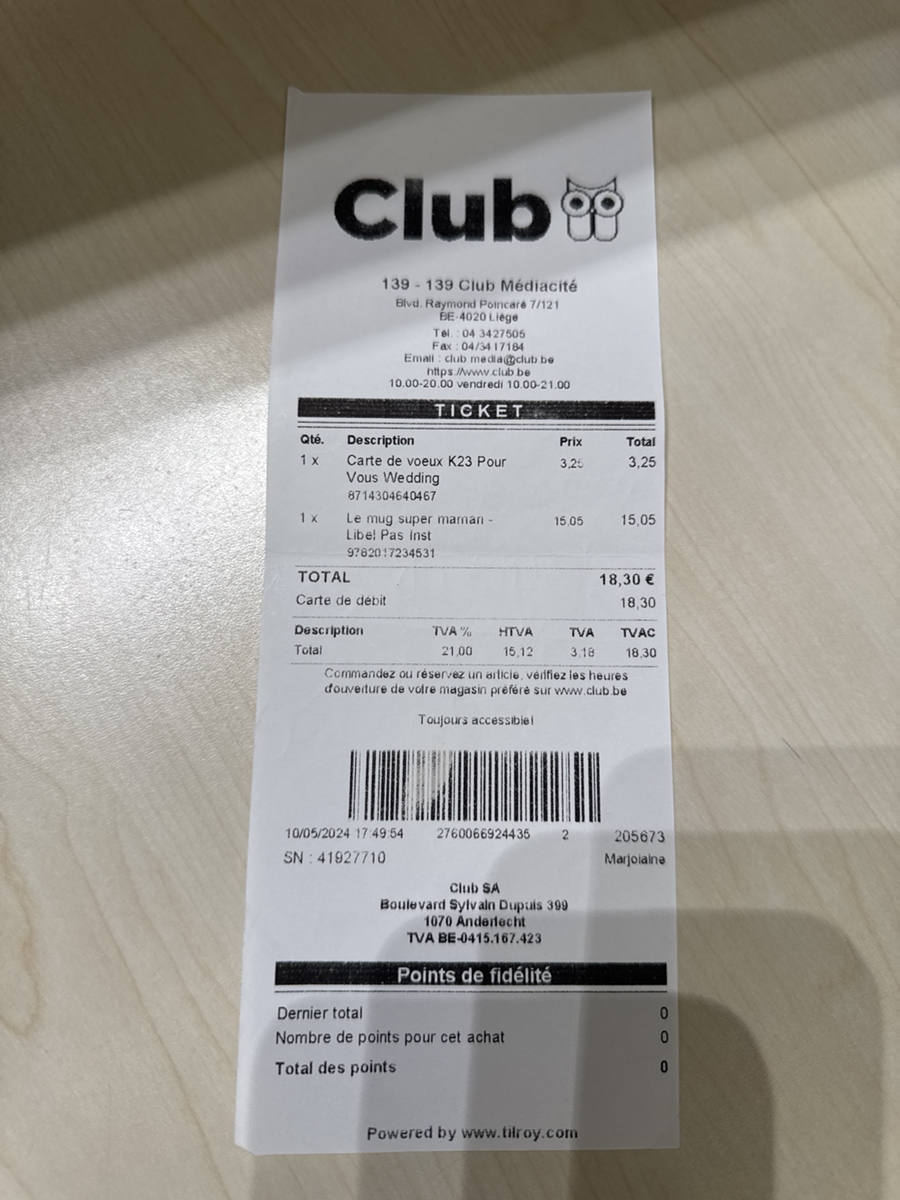 Club
139 - 139 Club Médiacité
Blvd. Raymond Poincaré 7/121
BE-4020 Liège
Tél. : 04 3427505
Fax : 04/3417184
Email : club.media@club.be
https://www.club.be
10.00-20.00 vendredi 10.00-21.00
TICKET
Qté. Description Prix Total
1 x Carte de voeux K23 Pour 3,25 3,25
Vous Wedding
8714304640467
1 x Le mug super maman - 15,05 15,05
Libel Pas Inst
9782017234531
TOTAL 18,30 €
Carte de débit 18,30
Description TVA % HTVA TVA TVAC
Total 21,00 15,12 3,18 18,30
Commandez ou réservez un article, vérifiez les heures
d'ouverture de votre magasin préféré sur www.club.be
Toujours accessible!
10/05/2024 17:49:54 2760066924435 2 205673
SN : 41927710 Marjolaine
Club SA
Boulevard Sylvain Dupuis 399
1070 Anderlecht
TVA BE-0415.167.423
Points de fidélité
Dernier total 0
Nombre de points pour cet achat 0
Total des points 0
Powered by www.tilroy.com